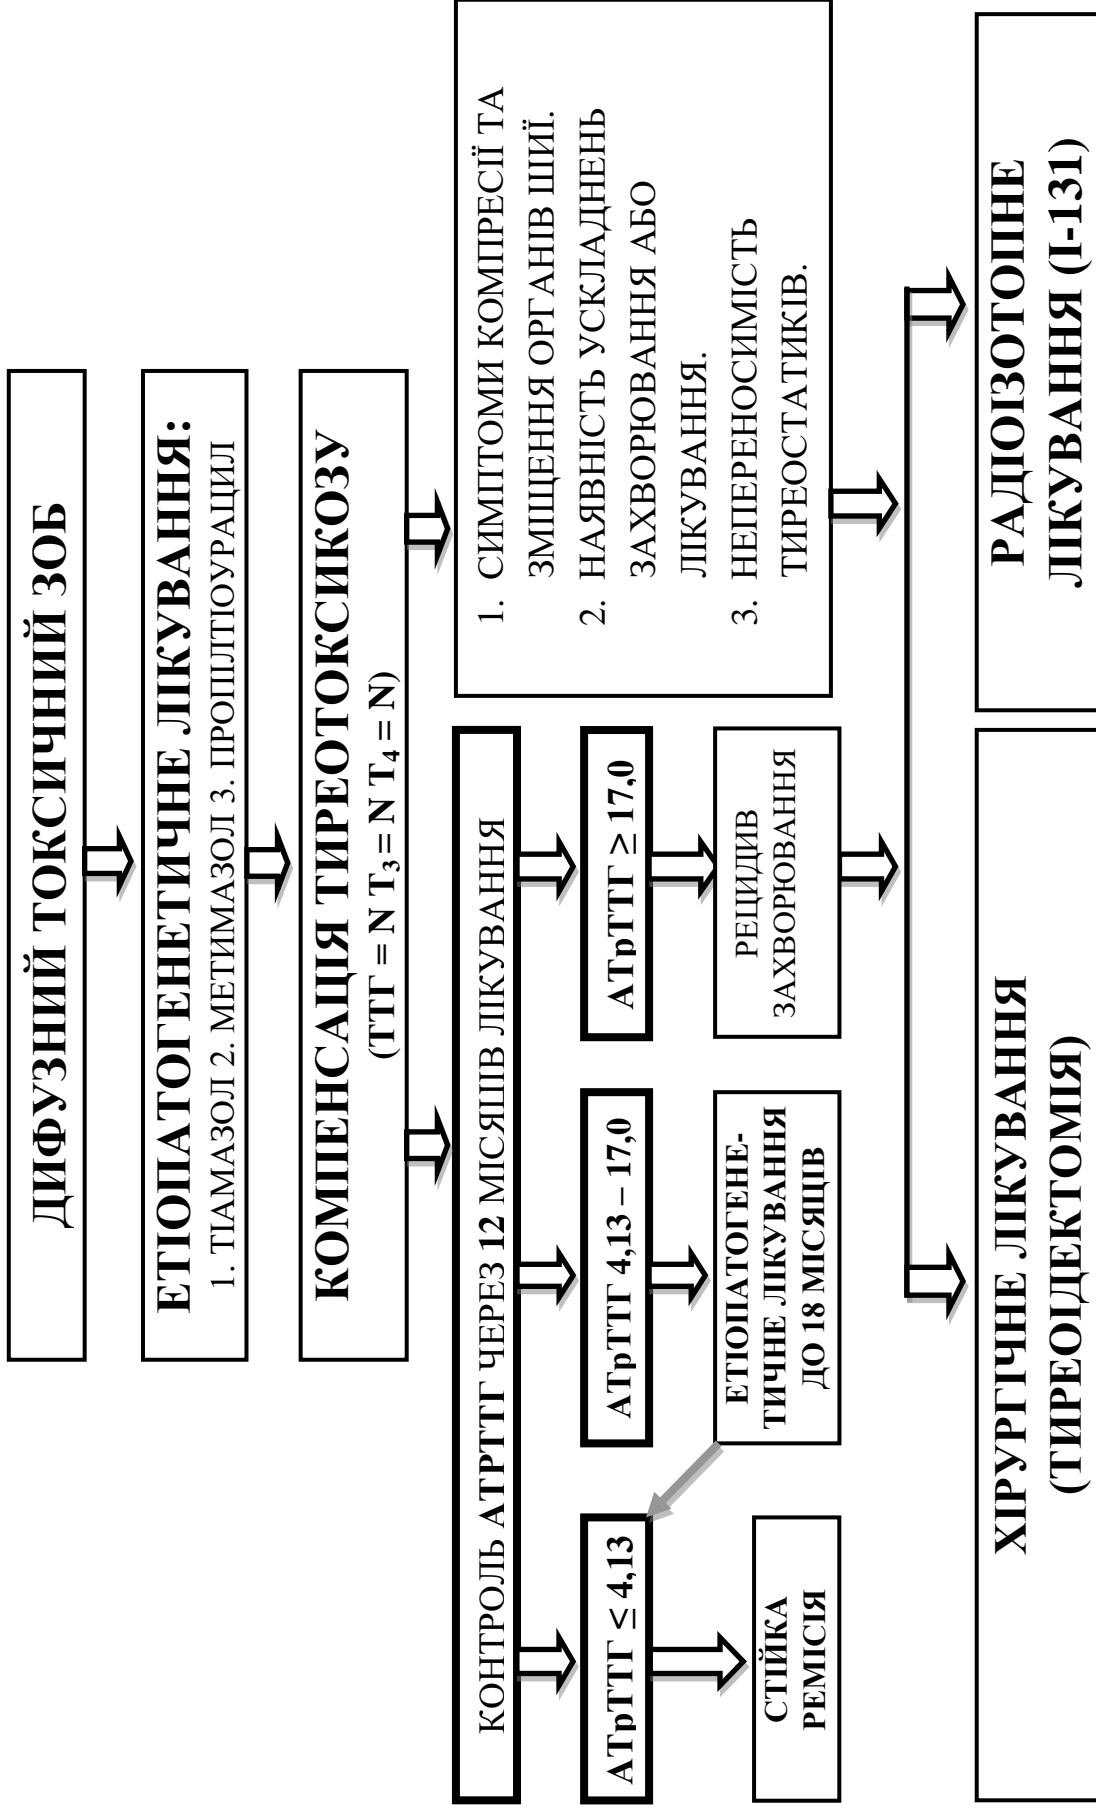 ДИФУЗНИЙ ТОКСИЧНИЙ ЗОБ
ЕТІОПАТОГЕНЕТИЧНЕ ЛІКУВАННЯ:
1. ТІАМАЗОЛ 2. МЕТИМАЗОЛ 3. ПРОПІЛТІОУРАЦИЛ
КОМПЕНСАЦІЯ ТИРЕОТОКСИКОЗУ
(ТТГ = N T₃ = N T₄ = N)
КОНТРОЛЬ АТРТТГ ЧЕРЕЗ 12 МІСЯЦІВ ЛІКУВАННЯ
1. СИМПТОМИ КОМПРЕСІЇ ТА
ЗМІЩЕННЯ ОРГАНІВ ШИЇ.
2. НАЯВНІСТЬ УСКЛАДНЕНЬ
ЗАХВОРЮВАННЯ АБО
ЛІКУВАННЯ.
3. НЕПЕРЕНОСИМІСТЬ
ТИРЕОСТАТИКІВ.
АТрТТГ ≤ 4,13
АТрТТГ 4,13 – 17,0
АТрТТГ ≥ 17,0
СТІЙКА
РЕМІСІЯ
ЕТІОПАТОГЕНЕ-
ТИЧНЕ ЛІКУВАННЯ
ДО 18 МІСЯЦІВ
РЕЦИДИВ
ЗАХВОРЮВАННЯ
ХІРУРГІЧНЕ ЛІКУВАННЯ
(ТИРЕОЇДЕКТОМІЯ)
РАДІОІЗОТОПНЕ
ЛІКУВАННЯ (І-131)